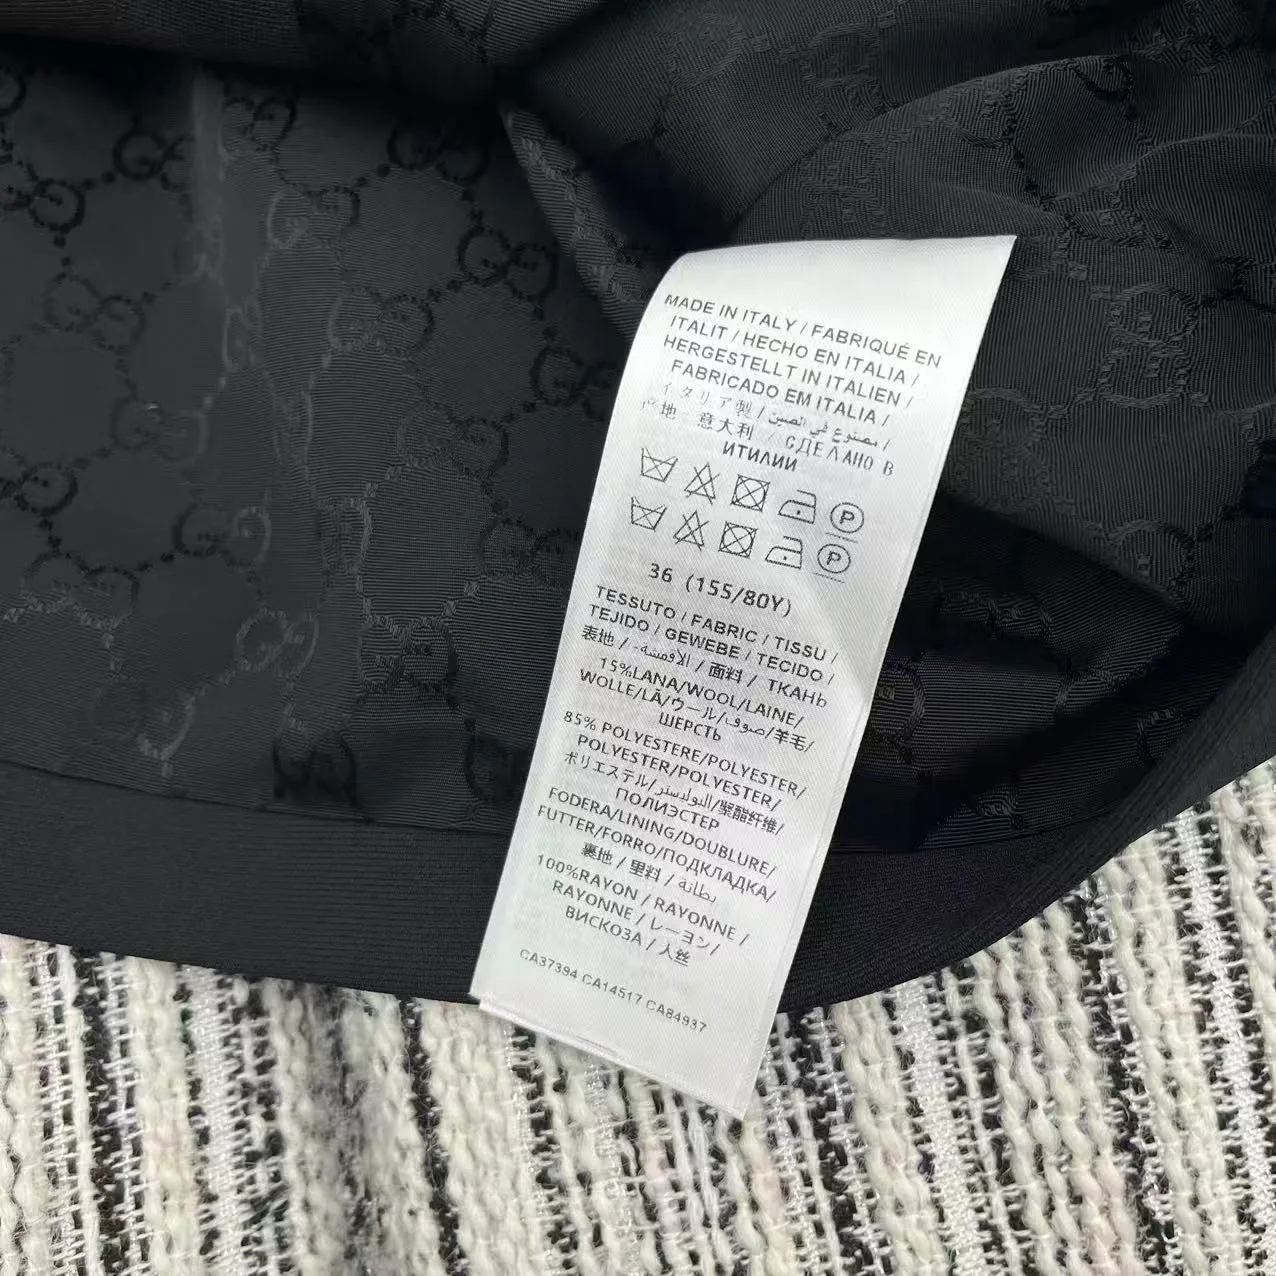 MADE IN ITALY / FABRIQUÉ EN
ITALIT / HECHO EN ITALIA /
HERGESTELLT IN ITALIEN /
FABRICADO EM ITALIA /
イタリア製 / مصنوع في الصين /
产地：意大利 / СДЕЛАНО В
ИТИЛИИ
P
P
36 (155/80Y)
TESSUTO / FABRIC / TISSU /
TEJIDO / GEWEBE / TECIDO /
表地 / الاقمشة- / 面料 / ТКАНЬ
15%LANA/WOOL/LAINE/
WOLLE/LÃ/ウール/صوف/羊毛/
ШЕРСТЬ
85% POLYESTERE/POLYESTER/
POLYESTER/POLYESTER/
ポリエステル/البوليستر/聚酯纤维/
ПОЛИЭСТЕР
FODERA/LINING/DOUBLURE/
FUTTER/FORRO/ПОДКЛАДКА/
裏地 / 里料 / بطانة
100%RAYON / RAYONNE /
RAYONNE / レーヨン/
ВИСКОЗА / 人丝
CA37394 CA14517 CA84937